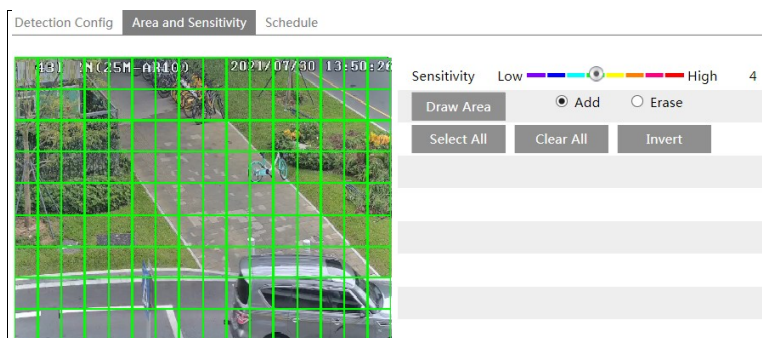 Detection Config Area and Sensitivity Schedule
2021/07/30 13:50:26
Sensitivity Low High 4
Draw Area Add Erase
Select All Clear All Invert